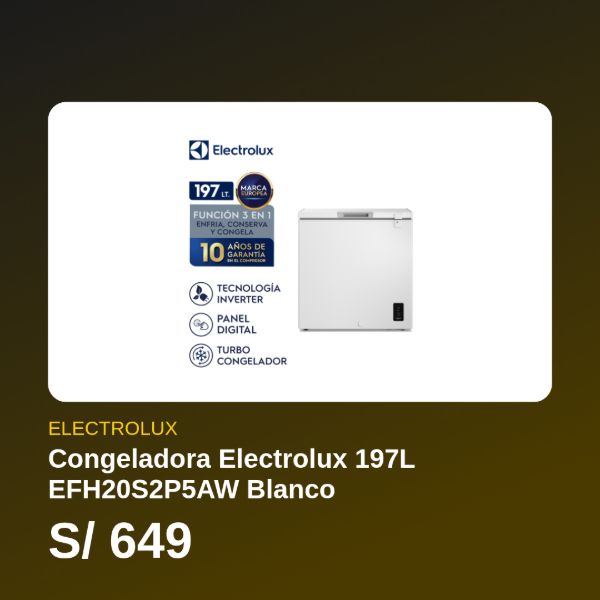 Electrolux
197 LT.
MARCA
EUROPEA
FUNCIÓN 3 EN 1
ENFRIA, CONSERVA
Y CONGELA
10 AÑOS DE
GARANTÍA
EN EL COMPRESOR
TECNOLOGÍA
INVERTER
PANEL
DIGITAL
TURBO
CONGELADOR
ELECTROLUX
Congeladora Electrolux 197L
EFH20S2P5AW Blanco
S/ 649